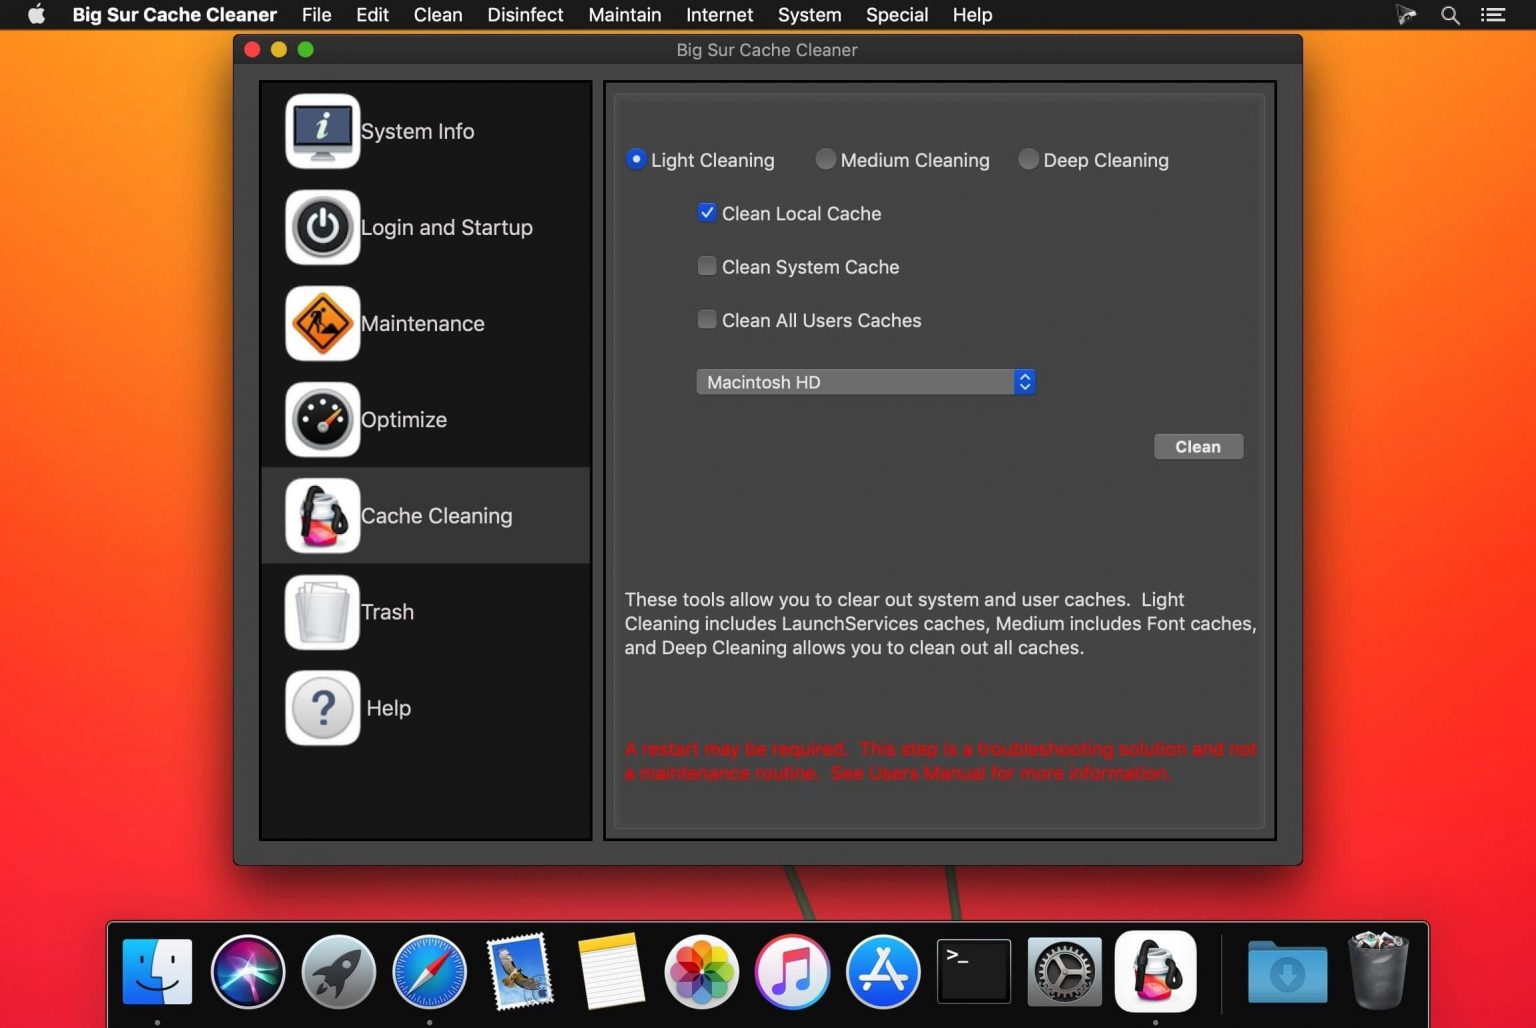 Big Sur Cache Cleaner File Edit Clean Disinfect Maintain Internet System Special Help
Big Sur Cache Cleaner
System Info
Login and Startup
Maintenance
Optimize
Cache Cleaning
Trash
Help
Light Cleaning Medium Cleaning Deep Cleaning
Clean Local Cache
Clean System Cache
Clean All Users Caches
Macintosh HD
Clean
These tools allow you to clear out system and user caches. Light
Cleaning includes LaunchServices caches, Medium includes Font caches,
and Deep Cleaning allows you to clean out all caches.
A restart may be required. This step is a troubleshooting solution and not
a maintenance routine. See Users Manual for more information.
>_